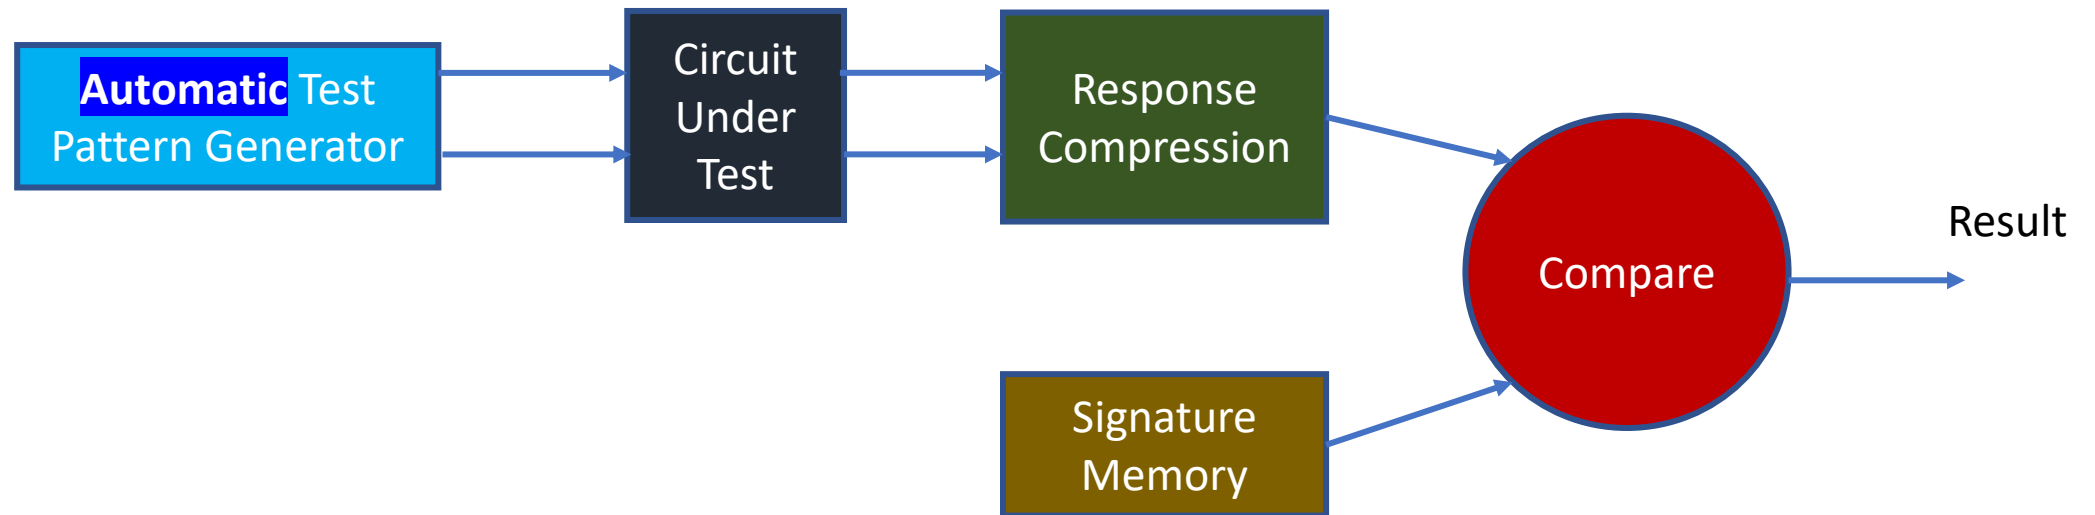 Automatic Test
Pattern Generator
Circuit
Under
Test
Response
Compression
Compare
Result
Signature
Memory